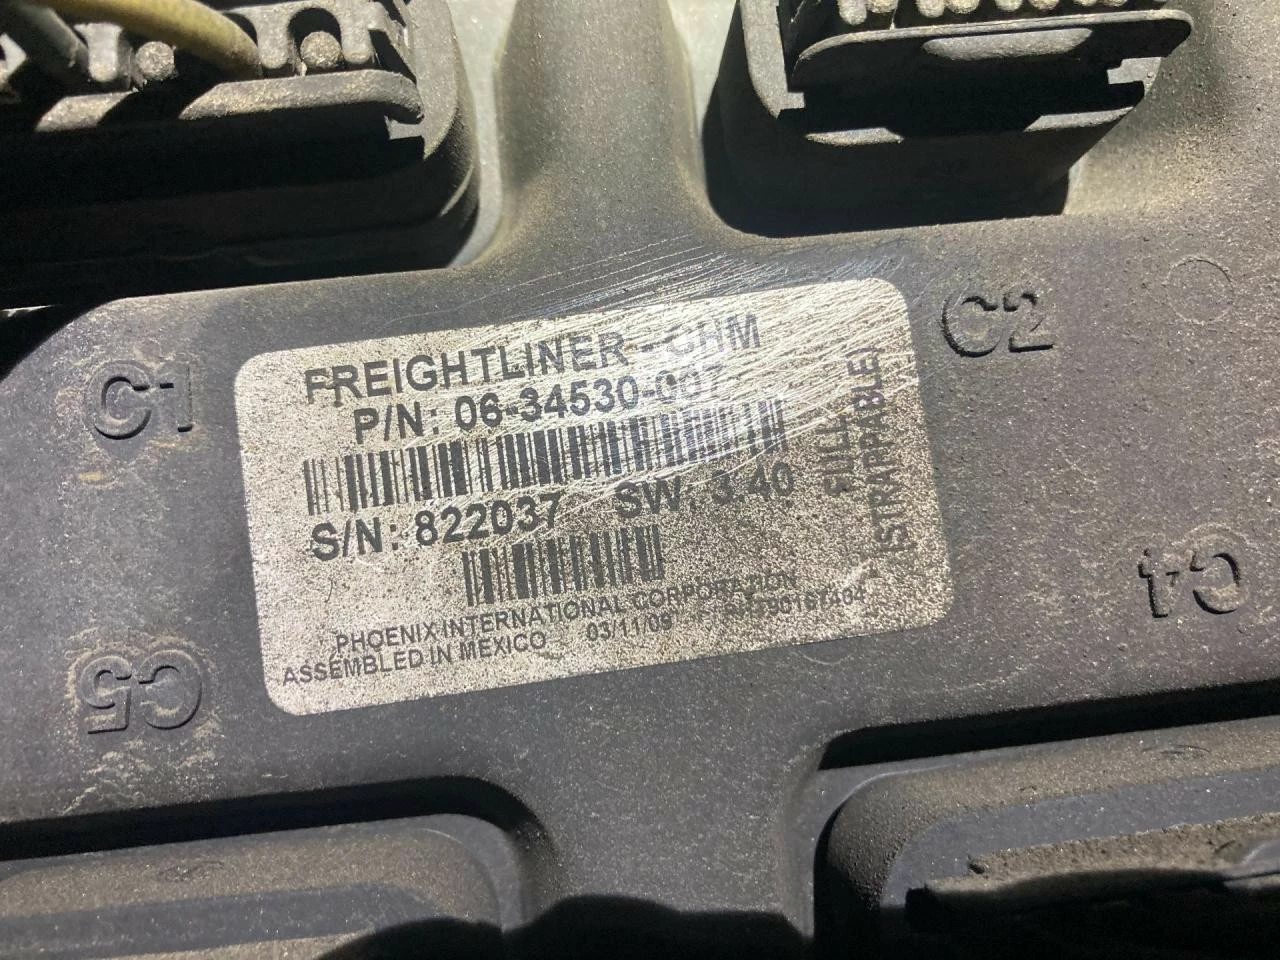 C1
C2
FREIGHTLINER - CHM
P/N: 06-34530-007
S/N: 822037 SW: 3.40
FULL
(STRAPPABLE)
PHOENIX INTERNATIONAL CORPORATION
ASSEMBLED IN MEXICO 03/11/09
C4
C5